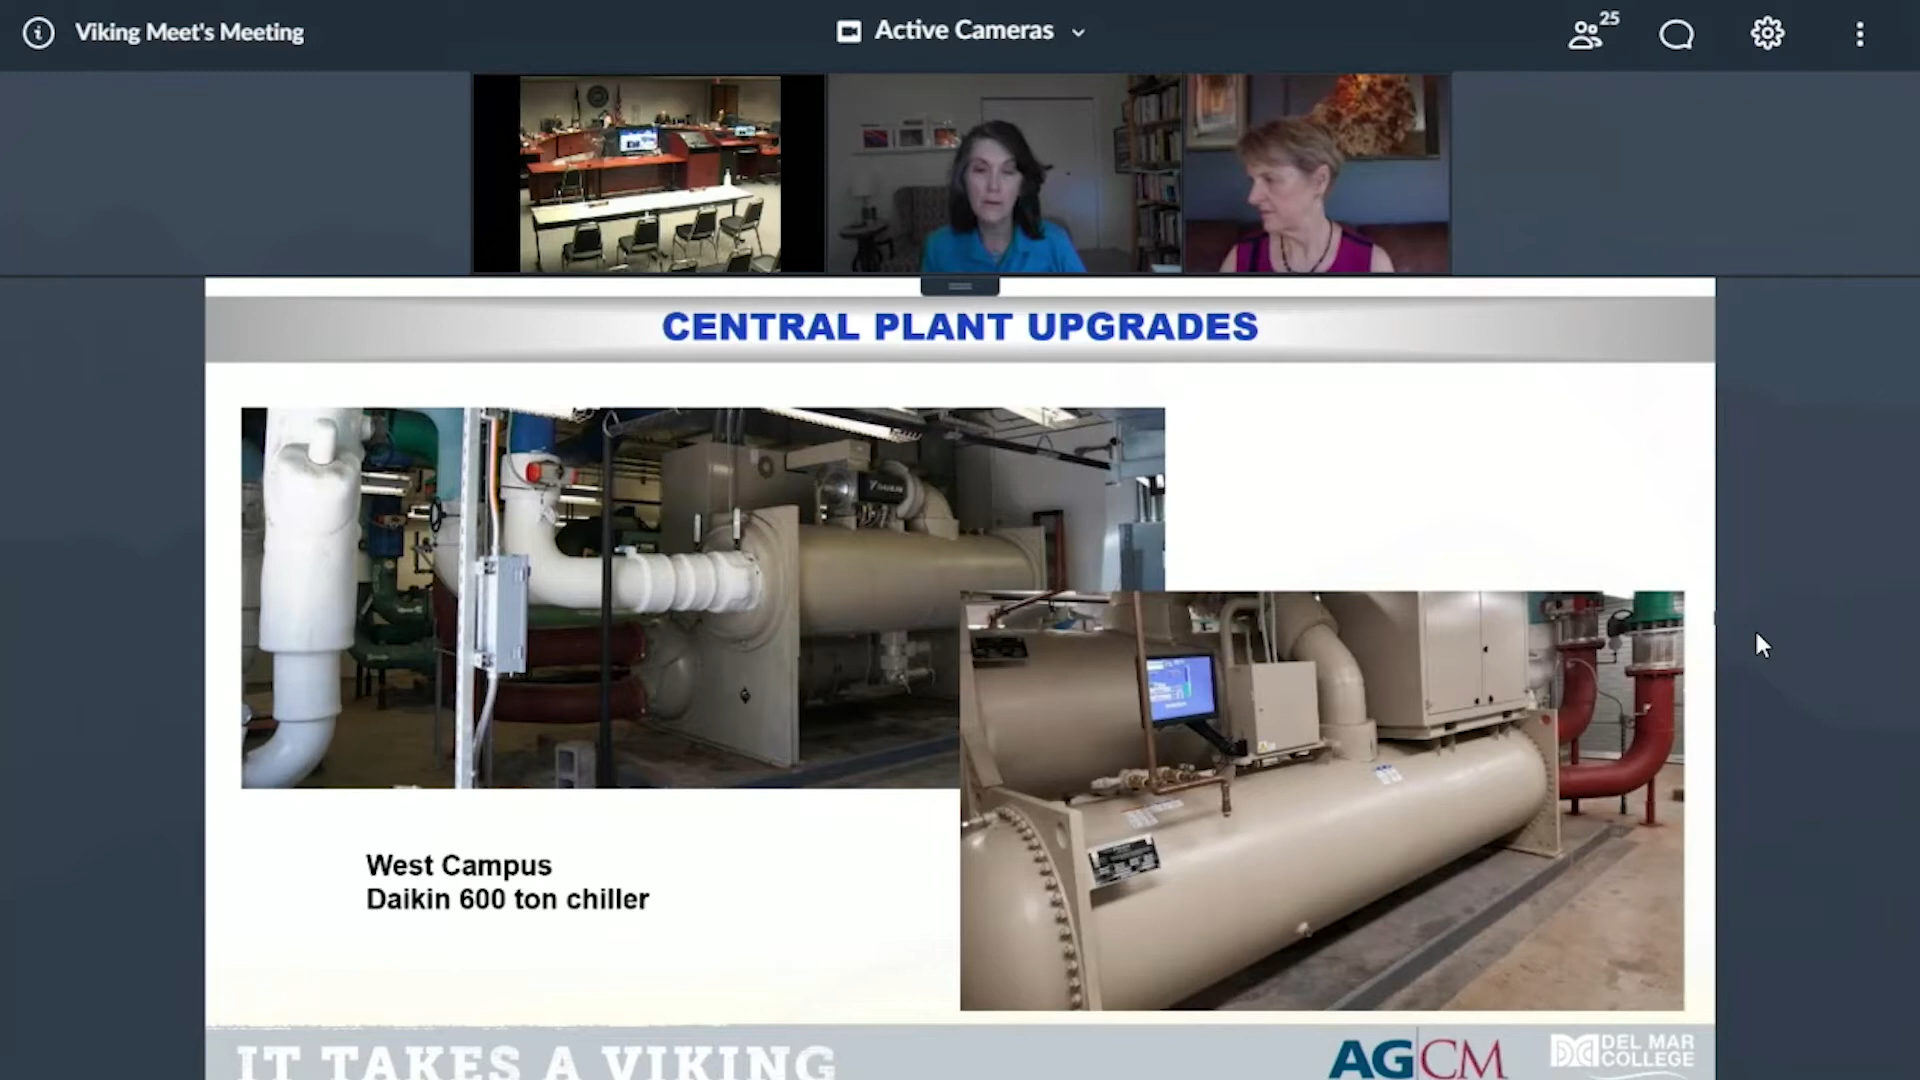 Viking Meet's Meeting
Active Cameras
25
CENTRAL PLANT UPGRADES
DAIKIN
West Campus
Daikin 600 ton chiller
IT TAKES A VIKING
AGCM
DEL MAR
COLLEGE